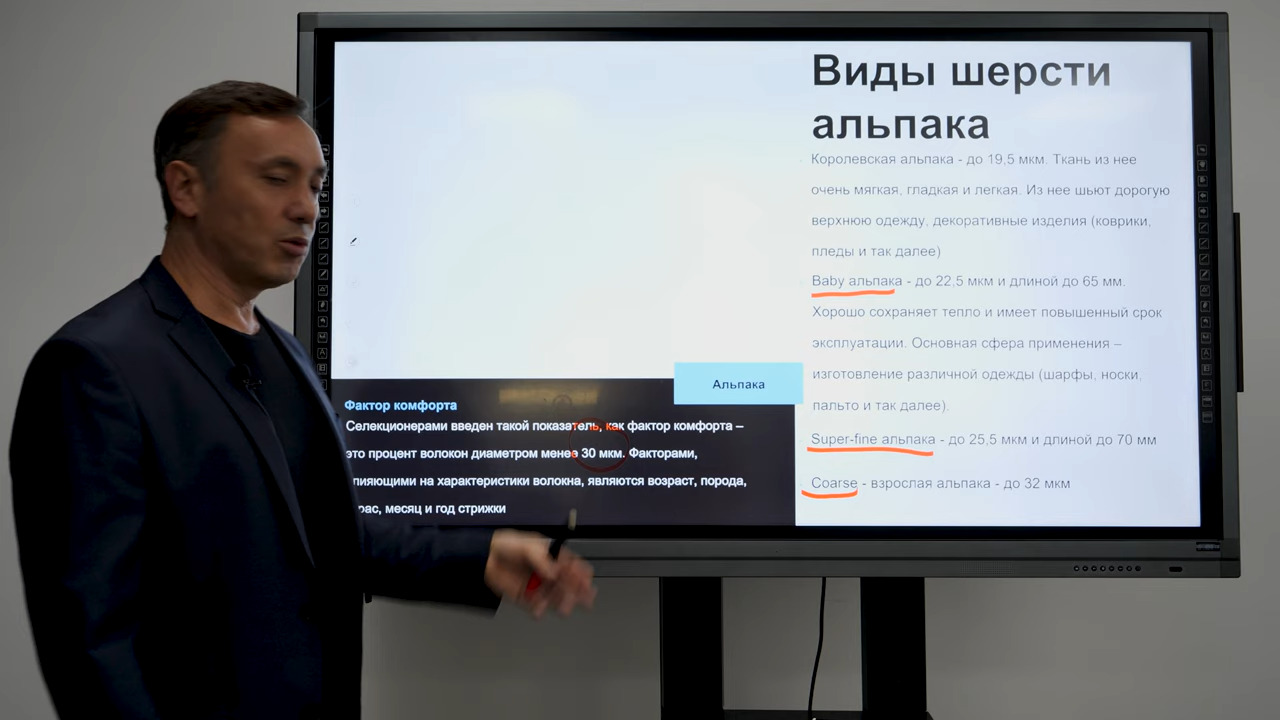 Виды шерсти
альпака
Королевская альпака - до 19,5 мкм. Ткань из нее
очень мягкая, гладкая и легкая. Из нее шьют дорогую
верхнюю одежду, декоративные изделия (коврики,
пледы и так далее)
Baby альпака - до 22,5 мкм и длиной до 65 мм.
Хорошо сохраняет тепло и имеет повышенный срок
эксплуатации. Основная сфера применения –
изготовление различной одежды (шарфы, носки,
пальто и так далее).
Super-fine альпака - до 25,5 мкм и длиной до 70 мм
Coarse - взрослая альпака - до 32 мкм
Альпака
Фактор комфорта
Селекционерами введен такой показатель, как фактор комфорта –
это процент волокон диаметром менее 30 мкм. Факторами,
лияющими на характеристики волокна, являются возраст, порода,
рас, месяц и год стрижки